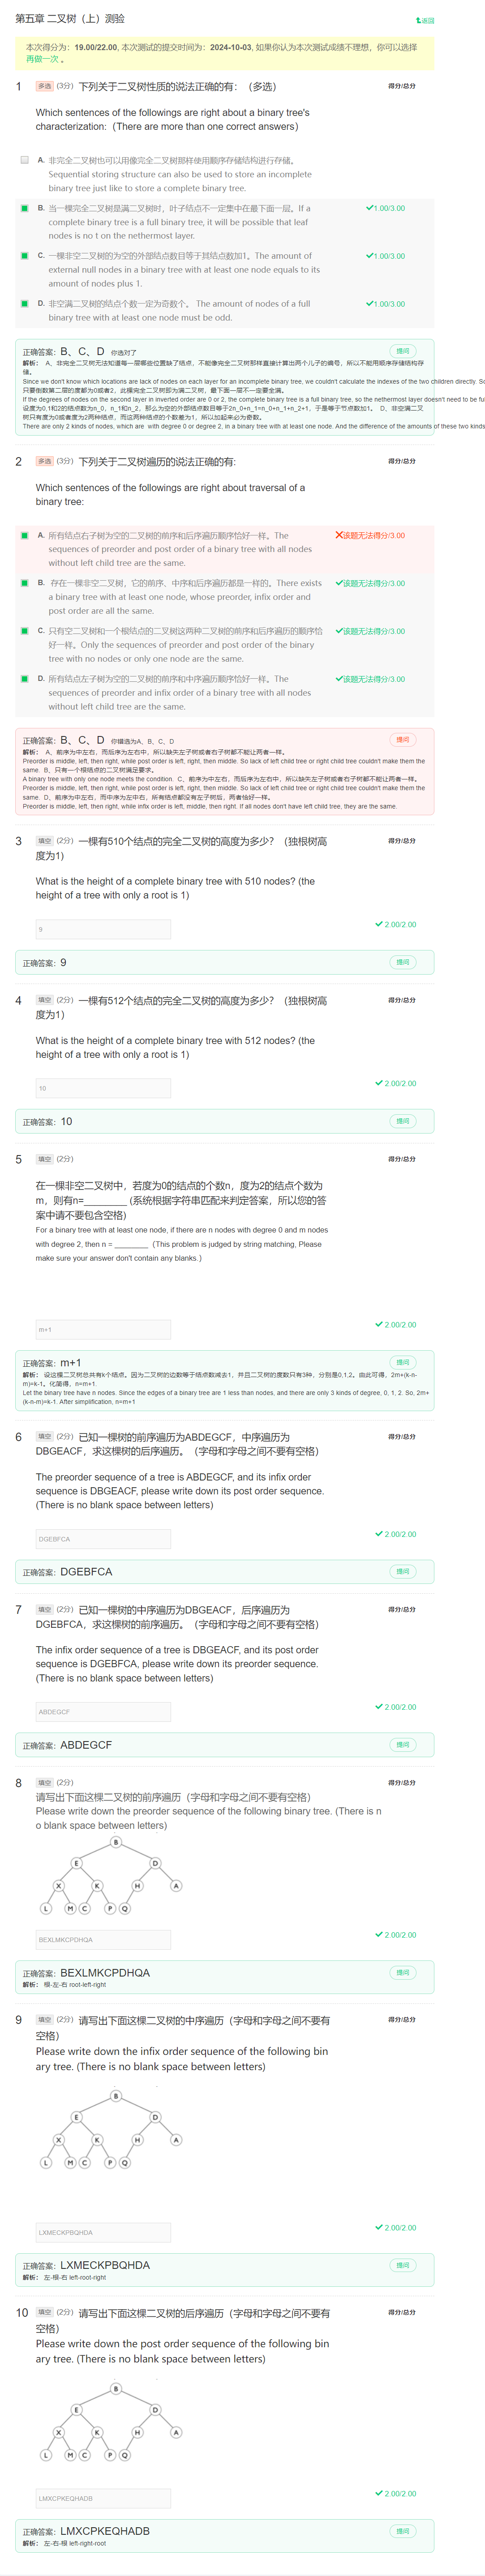 第五章 二叉树（上）测验
返回
本次得分为：19.00/22.00, 本次测试的提交时间为：2024-10-03, 如果你认为本次测试成绩不理想，你可以选择
再做一次 。
1 多选 (3分) 下列关于二叉树性质的说法正确的有：（多选）
得分/总分
Which sentences of the followings are right about a binary tree's
characterization:（There are more than one correct answers）
A. 非完全二叉树也可以用像完全二叉树那样使用顺序存储结构进行存储。
Sequential storing structure can also be used to store an incomplete
binary tree just like to store a complete binary tree.
B. 当一棵完全二叉树是满二叉树时，叶子结点不一定集中在最下面一层。If a
1.00/3.00
complete binary tree is a full binary tree, it will be possible that leaf
nodes is no t on the nethermost layer.
C. 一棵非空二叉树的为空的外部结点数目等于其结点数加1。The amount of
1.00/3.00
external null nodes in a binary tree with at least one node equals to its
amount of nodes plus 1.
D. 非空满二叉树的结点个数一定为奇数个。 The amount of nodes of a full
1.00/3.00
binary tree with at least one node must be odd.
正确答案：B、C、D 你选对了
提问
解析： A、非完全二叉树无法知道每一层哪些位置缺了结点，不能像完全二叉树那样直接计算出两个儿子的编号，所以不能用顺序存储结构存
储。
Since we don't know which locations are lack of nodes on each layer for an incomplete binary tree, we couldn't calculate the indexes of the two children directly. So
只要倒数第二层的度都为0或者2，此棵完全二叉树即为满二叉树，最下面一层不一定要全满。
If the degrees of nodes on the second layer in inverted order are 0 or 2, the complete binary tree is a full binary tree, so the nethermost layer doesn't need to be fu
设度为0,1和2的结点数为n_0，n_1和n_2，那么为空的外部结点数目等于2n_0+n_1=n_0+n_1+n_2+1，于是等于节点数加1。 D、非空满二叉
树只有度为0或者度为2两种结点，而这两种结点的个数差为1，所以加起来必为奇数。
There are only 2 kinds of nodes, which are with degree 0 or degree 2, in a binary tree with at least one node. And the difference of the amounts of these two kinds
2 多选 (3分) 下列关于二叉树遍历的说法正确的有:
得分/总分
Which sentences of the followings are right about traversal of a
binary tree:
A. 所有结点右子树为空的二叉树的前序和后序遍历顺序恰好一样。The
该题无法得分/3.00
sequences of preorder and post order of a binary tree with all nodes
without left child tree are the same.
B. 存在一棵非空二叉树，它的前序、中序和后序遍历都是一样的。There exists
该题无法得分/3.00
a binary tree with at least one node, whose preorder, infix order and
post order are all the same.
C. 只有空二叉树和一个根结点的二叉树这两种二叉树的前序和后序遍历的顺序恰
该题无法得分/3.00
好一样。Only the sequences of preorder and post order of the binary
tree with no nodes or only one node are the same.
D. 所有结点左子树为空的二叉树的前序和中序遍历顺序恰好一样。The
该题无法得分/3.00
sequences of preorder and infix order of a binary tree with all nodes
without left child tree are the same.
正确答案：B、C、D 你错选为A、B、C、D
提问
解析： A、前序为中左右，而后序为左右中，所以缺失左子树或者右子树都不能让两者一样。
Preorder is middle, left, then right, while post order is left, right, then middle. So lack of left child tree or right child tree couldn't make them the
same. B、只有一个根结点的二叉树满足要求。
A binary tree with only one node meets the condition. C、前序为中左右，而后序为左右中，所以缺失左子树或者右子树都不能让两者一样。
Preorder is middle, left, then right, while post order is left, right, then middle. So lack of left child tree or right child tree couldn't make them the
same. D、前序为中左右，而中序为左中右，所有结点都没有左子树后，两者恰好一样。
Preorder is middle, left, then right, while infix order is left, middle, then right. If all nodes don't have left child tree, they are the same.
3 填空 (2分) 一棵有510个结点的完全二叉树的高度为多少？（独根树高
得分/总分
度为1）
What is the height of a complete binary tree with 510 nodes? (the
height of a tree with only a root is 1)
9
2.00/2.00
正确答案：9
提问
4 填空 (2分) 一棵有512个结点的完全二叉树的高度为多少？（独根树高
得分/总分
度为1）
What is the height of a complete binary tree with 512 nodes? (the
height of a tree with only a root is 1)
10
2.00/2.00
正确答案：10
提问
5 填空 (2分)
得分/总分
在一棵非空二叉树中，若度为0的结点的个数n，度为2的结点个数为
m，则有n=________ (系统根据字符串匹配来判定答案，所以您的答
案中请不要包含空格)
For a binary tree with at least one node, if there are n nodes with degree 0 and m nodes
with degree 2, then n = ________ (This problem is judged by string matching, Please
make sure your answer don't contain any blanks.)
m+1
2.00/2.00
正确答案：m+1
提问
解析： 设这棵二叉树总共有k个结点。因为二叉树的边数等于结点数减去1，并且二叉树的度数只有3种，分别是0,1,2。由此可得，2m+(k-n-
m)=k-1。化简得，n=m+1.
Let the binary tree have n nodes. Since the edges of a binary tree are 1 less than nodes, and there are only 3 kinds of degree, 0, 1, 2. So, 2m+
(k-n-m)=k-1. After simplification, n=m+1
6 填空 (2分) 已知一棵树的前序遍历为ABDEGCF，中序遍历为
得分/总分
DBGEACF，求这棵树的后序遍历。（字母和字母之间不要有空格）
The preorder sequence of a tree is ABDEGCF, and its infix order
sequence is DBGEACF, please write down its post order sequence.
(There is no blank space between letters)
DGEBFCA
2.00/2.00
正确答案：DGEBFCA
提问
7 填空 (2分) 已知一棵树的中序遍历为DBGEACF，后序遍历为
得分/总分
DGEBFCA，求这棵树的前序遍历。（字母和字母之间不要有空格）
The infix order sequence of a tree is DBGEACF, and its post order
sequence is DGEBFCA, please write down its preorder sequence.
(There is no blank space between letters)
ABDEGCF
2.00/2.00
正确答案：ABDEGCF
提问
8 填空 (2分)
得分/总分
请写出下面这棵二叉树的前序遍历（字母和字母之间不要有空格）
Please write down the preorder sequence of the following binary tree. (There is n
o blank space between letters)
B
E D
X K H A
L M C P Q
BEXLMKCPDHQA
2.00/2.00
正确答案：BEXLMKCPDHQA
提问
解析： 根-左-右 root-left-right
9 填空 (2分) 请写出下面这棵二叉树的中序遍历（字母和字母之间不要有
得分/总分
空格）
Please write down the infix order sequence of the following bin
ary tree. (There is no blank space between letters)
B
E D
X K H A
L M C P Q
LXMECKPBQHDA
2.00/2.00
正确答案：LXMECKPBQHDA
提问
解析： 左-根-右 left-root-right
10 填空 (2分) 请写出下面这棵二叉树的后序遍历（字母和字母之间不要有
得分/总分
空格）
Please write down the post order sequence of the following bin
ary tree. (There is no blank space between letters)
B
E D
X K H A
L M C P Q
LMXCPKEQHADB
2.00/2.00
正确答案：LMXCPKEQHADB
提问
解析： 左-右-根 left-right-root